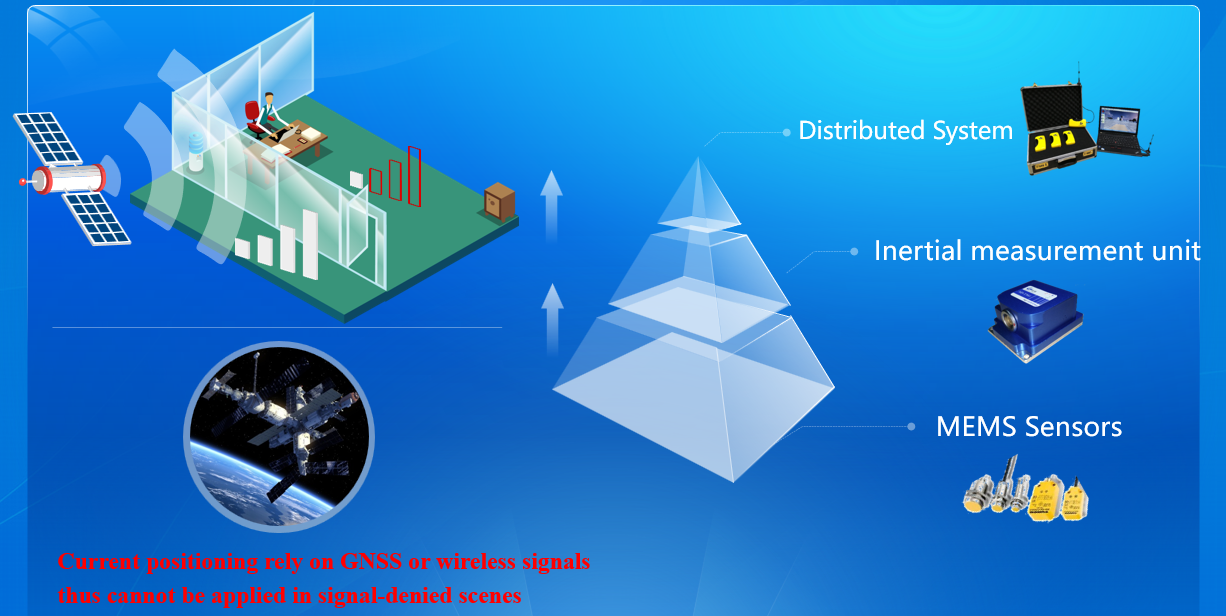 Distributed System
Inertial measurement unit
MEMS Sensors
Current positioning rely on GNSS or wireless signals
thus cannot be applied in signal-denied scenes